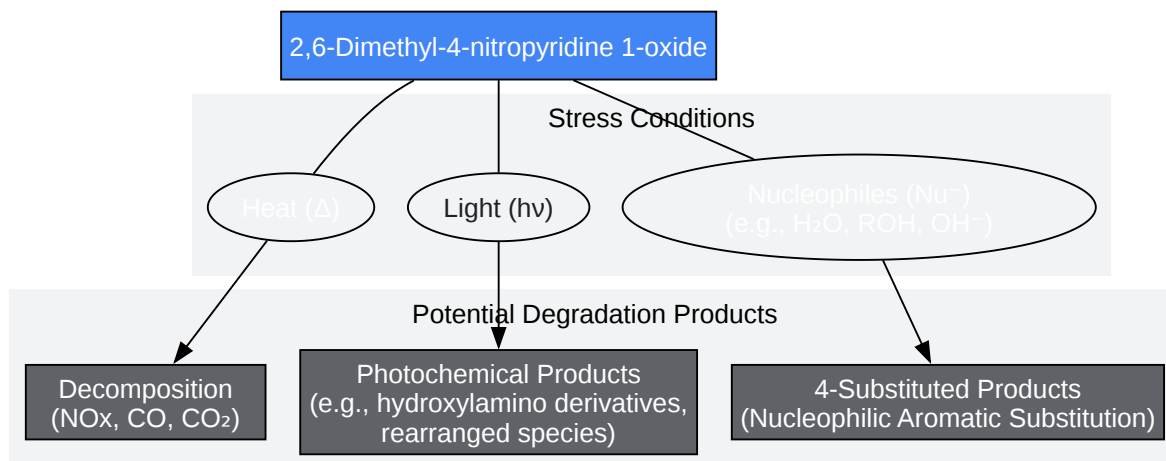 2,6-Dimethyl-4-nitropyridine 1-oxide
Stress Conditions
Heat (Δ)
Light (hν)
Nucleophiles (Nu⁻)
(e.g., H₂O, ROH, OH⁻)
Potential Degradation Products
Decomposition
(NOx, CO, CO₂)
Photochemical Products
(e.g., hydroxylamino derivatives,
rearranged species)
4-Substituted Products
(Nucleophilic Aromatic Substitution)